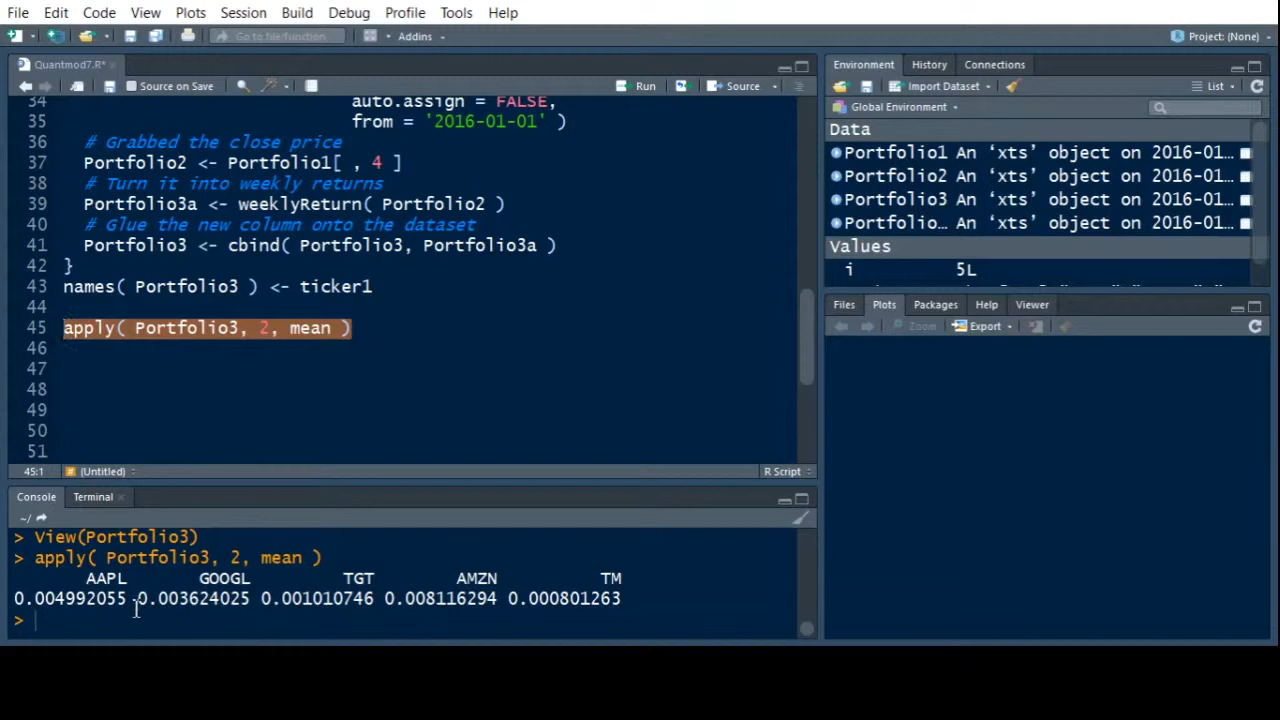 File Edit Code View Plots Session Build Debug Profile Tools Help
Go to file/function Addins Project: (None)
Quantmod7.R*
Source on Save Run Source
34 auto.assign = FALSE,
35 from = '2016-01-01' )
36 # Grabbed the close price
37 Portfolio2 <- Portfolio1[ , 4 ]
38 # Turn it into weekly returns
39 Portfolio3a <- weeklyReturn( Portfolio2 )
40 # Glue the new column onto the dataset
41 Portfolio3 <- cbind( Portfolio3, Portfolio3a )
42 }
43 names( Portfolio3 ) <- ticker1
44
45 apply( Portfolio3, 2, mean )
46
47
48
49
50
51
45:1 (Untitled) R Script
Console Terminal
~/
> View(Portfolio3)
> apply( Portfolio3, 2, mean )
AAPL GOOGL TGT AMZN TM
0.004992055 0.003624025 0.001010746 0.008116294 0.000801263
>
Environment History Connections
Import Dataset List
Global Environment
Data
Portfolio1 An ‘xts’ object on 2016-01…
Portfolio2 An ‘xts’ object on 2016-01…
Portfolio3 An ‘xts’ object on 2016-01…
Portfolio… An ‘xts’ object on 2016-01…
Values
i 5L
Files Plots Packages Help Viewer
Zoom Export